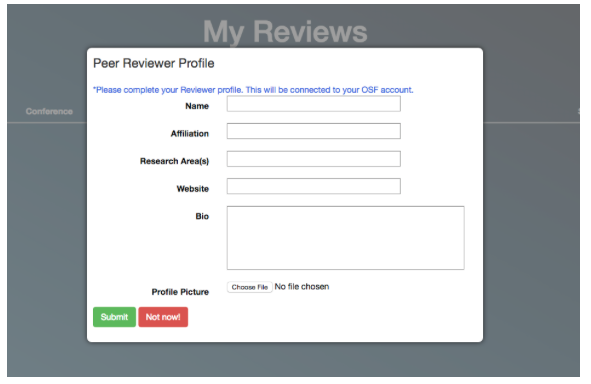 My Reviews
Peer Reviewer Profile
*Please complete your Reviewer profile. This will be connected to your OSF account.
Conference
Name
Affiliation
Research Area(s)
Website
Bio
Profile Picture Choose File No file chosen
Submit Not now!